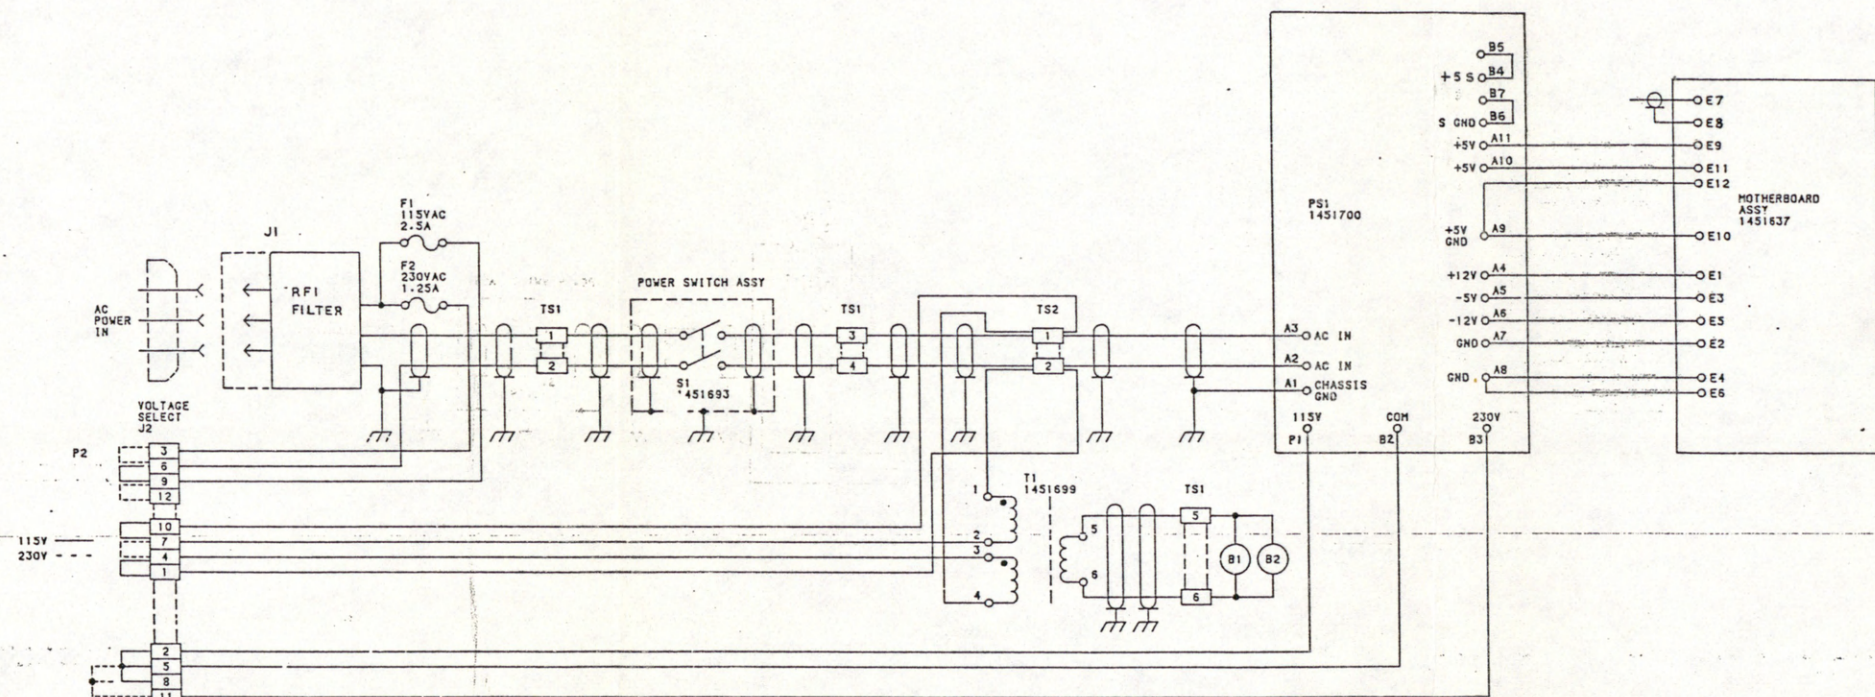 B5
+5 S B4
B7
S GND B6
+5V A11
+5V A10
+5V GND A9
+12V A4
-5V A5
-12V A6
GND A7
GND A8
E7
E8
E9
E11
E12
E10
E1
E3
E5
E2
E4
E6
MOTHERBOARD
ASSY
1451637
PS1
1451700
A3 AC IN
A2 AC IN
A1 CHASSIS
GND
115V
P1
COM
B2
230V
B3
F1
115VAC
2.5A
F2
230VAC
1.25A
J1
RFI
FILTER
AC
POWER
IN
TS1
1
2
POWER SWITCH ASSY
S1
1451693
TS1
3
4
TS2
1
2
VOLTAGE
SELECT
J2
P2
3
6
9
12
10
7
4
1
115V
230V
2
5
8
11
T1
1451699
1
2
3
4
5
6
TS1
5
6
B1
B2